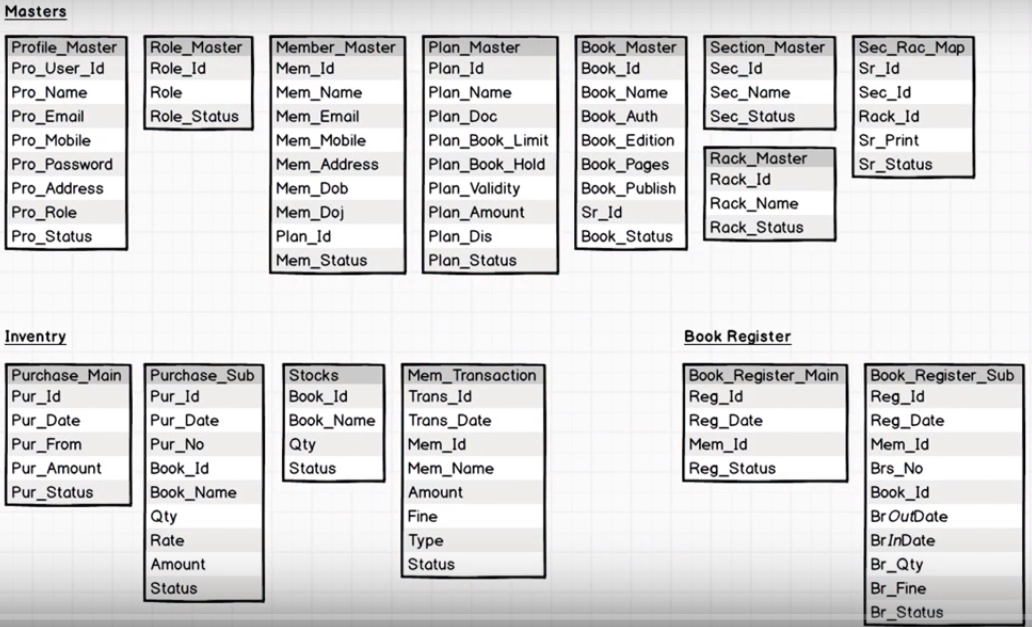 Masters
Profile_Master
Pro_User_Id
Pro_Name
Pro_Email
Pro_Mobile
Pro_Password
Pro_Address
Pro_Role
Pro_Status
Role_Master
Role_Id
Role
Role_Status
Member_Master
Mem_Id
Mem_Name
Mem_Email
Mem_Mobile
Mem_Address
Mem_Dob
Mem_Doj
Plan_Id
Mem_Status
Plan_Master
Plan_Id
Plan_Name
Plan_Doc
Plan_Book_Limit
Plan_Book_Hold
Plan_Validity
Plan_Amount
Plan_Dis
Plan_Status
Book_Master
Book_Id
Book_Name
Book_Auth
Book_Edition
Book_Pages
Book_Publish
Sr_Id
Book_Status
Section_Master
Sec_Id
Sec_Name
Sec_Status
Rack_Master
Rack_Id
Rack_Name
Rack_Status
Sec_Rac_Map
Sr_Id
Sec_Id
Rack_Id
Sr_Print
Sr_Status
Inventry
Purchase_Main
Pur_Id
Pur_Date
Pur_From
Pur_Amount
Pur_Status
Purchase_Sub
Pur_Id
Pur_Date
Pur_No
Book_Id
Book_Name
Qty
Rate
Amount
Status
Stocks
Book_Id
Book_Name
Qty
Status
Mem_Transaction
Trans_Id
Trans_Date
Mem_Id
Mem_Name
Amount
Fine
Type
Status
Book Register
Book_Register_Main
Reg_Id
Reg_Date
Mem_Id
Reg_Status
Book_Register_Sub
Reg_Id
Reg_Date
Mem_Id
Brs_No
Book_Id
BrOutDate
BrInDate
Br_Qty
Br_Fine
Br_Status